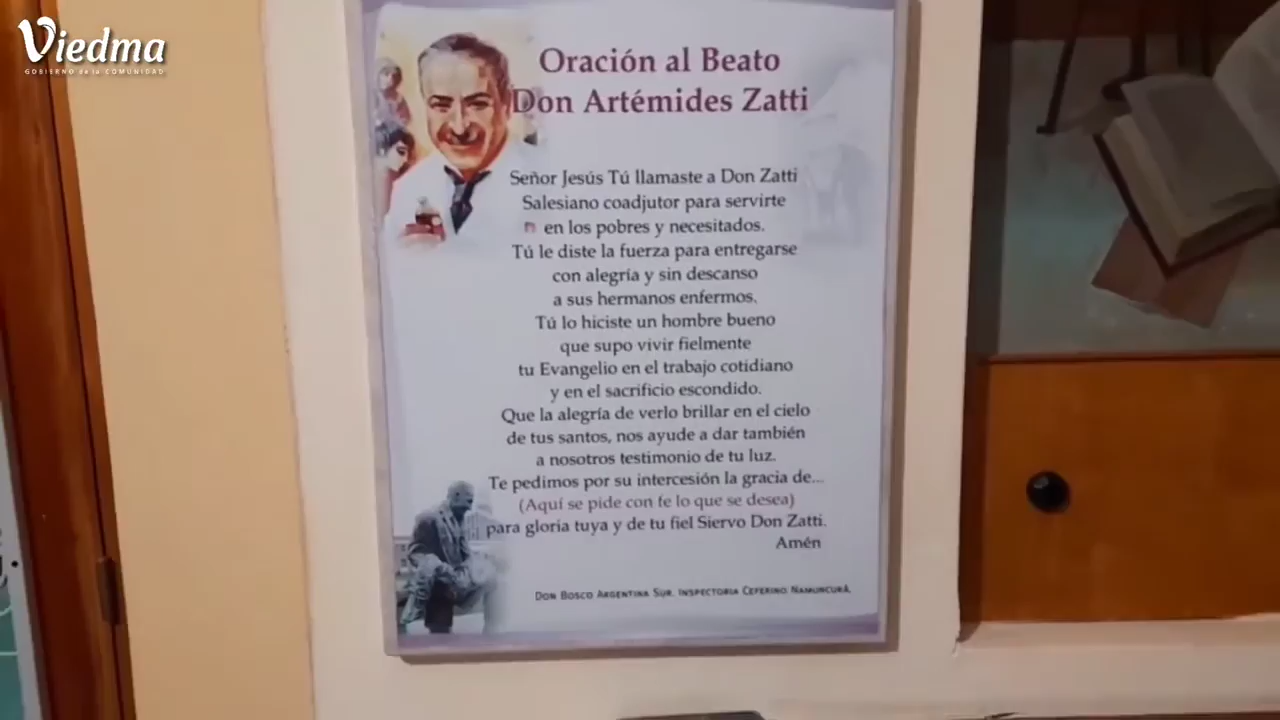 Viedma
GOBIERNO de la COMUNIDAD
Oración al Beato
Don Artémides Zatti
Señor Jesús Tú llamaste a Don Zatti
Salesiano coadjutor para servirte
en los pobres y necesitados.
Tú le diste la fuerza para entregarse
con alegría y sin descanso
a sus hermanos enfermos.
Tú lo hiciste un hombre bueno
que supo vivir fielmente
tu Evangelio en el trabajo cotidiano
y en el sacrificio escondido.
Que la alegría de verlo brillar en el cielo
de tus santos, nos ayude a dar también
a nosotros testimonio de tu luz.
Te pedimos por su intercesión la gracia de...
(Aquí se pide con fe lo que se desea)
para gloria tuya y de tu fiel Siervo Don Zatti.
Amén
Don Bosco Argentina Sur. Inspectoria Ceferino Namuncurá.